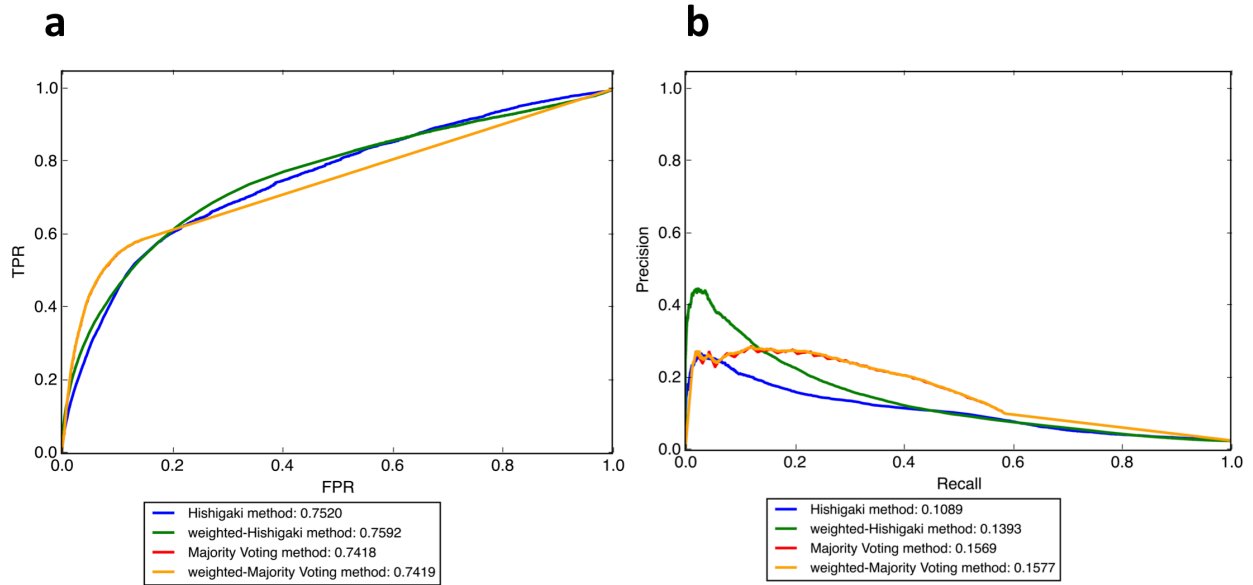 a
1.0
0.8
0.6
0.4
0.2
0.0
TPR
0.0 0.2 0.4 0.6 0.8 1.0
FPR
Hishigaki method: 0.7520
weighted-Hishigaki method: 0.7592
Majority Voting method: 0.7418
weighted-Majority Voting method: 0.7419
b
1.0
0.8
0.6
0.4
0.2
0.0
Precision
0.0 0.2 0.4 0.6 0.8 1.0
Recall
Hishigaki method: 0.1089
weighted-Hishigaki method: 0.1393
Majority Voting method: 0.1569
weighted-Majority Voting method: 0.1577